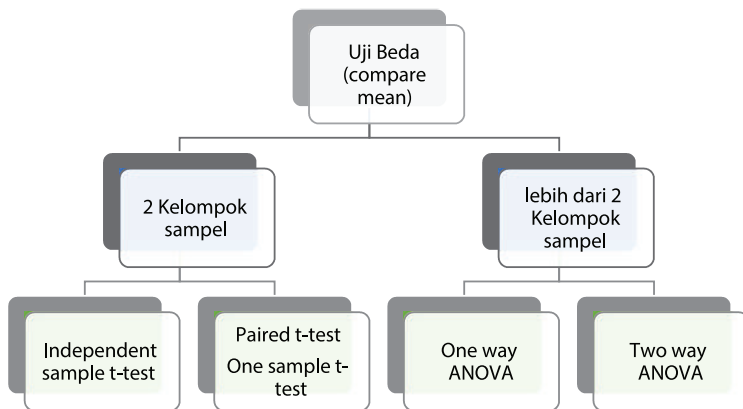 Uji Beda
(compare
mean)
2 Kelompok
sampel
lebih dari 2
Kelompok
sampel
Independent
sample t-test
Paired t-test
One sample t-
test
One way
ANOVA
Two way
ANOVA